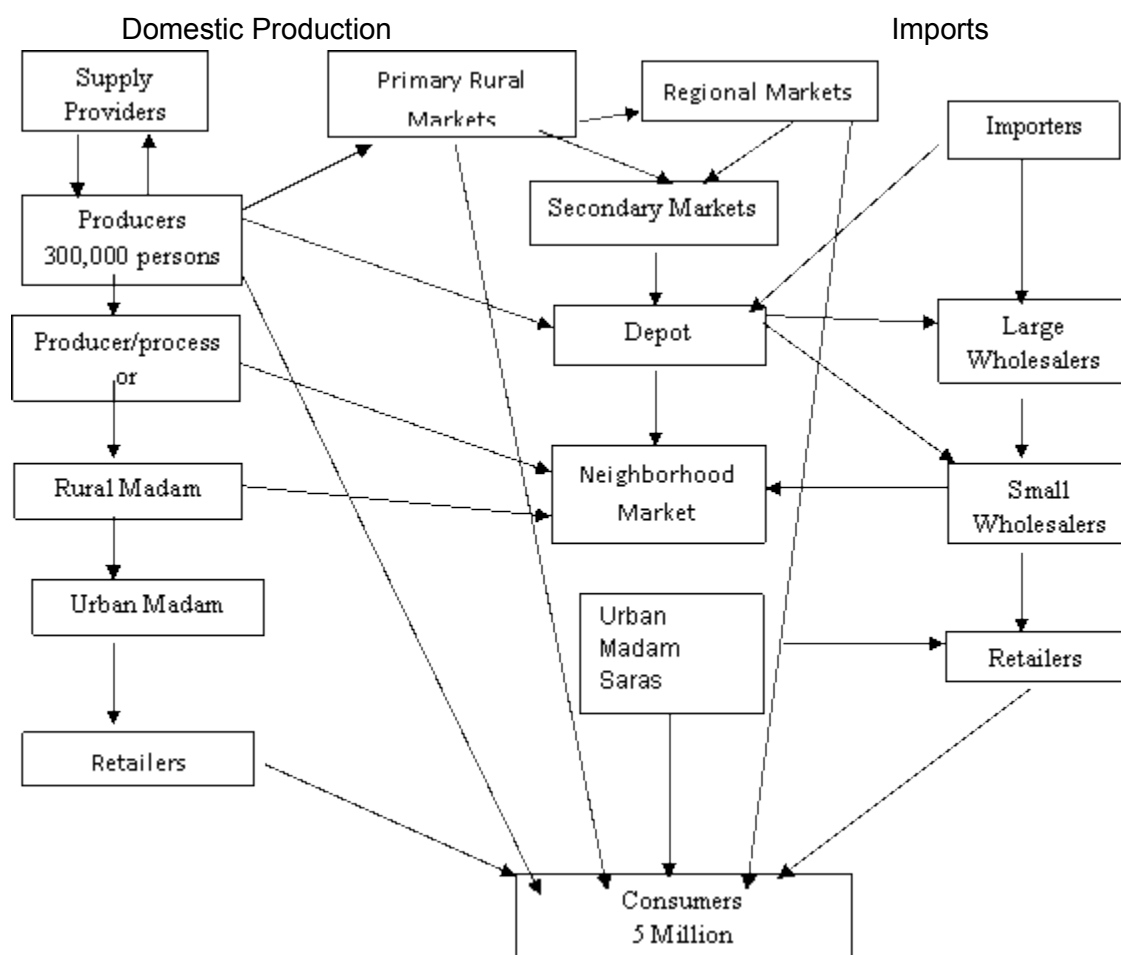 Domestic Production
Imports
Supply
Providers
Primary Rural
Markets
Regional Markets
Importers
Producers
300,000 persons
Secondary Markets
Producer/process
or
Depot
Large
Wholesalers
Rural Madam
Neighborhood
Market
Small
Wholesalers
Urban Madam
Urban
Madam
Saras
Retailers
Retailers
Consumers
5 Million